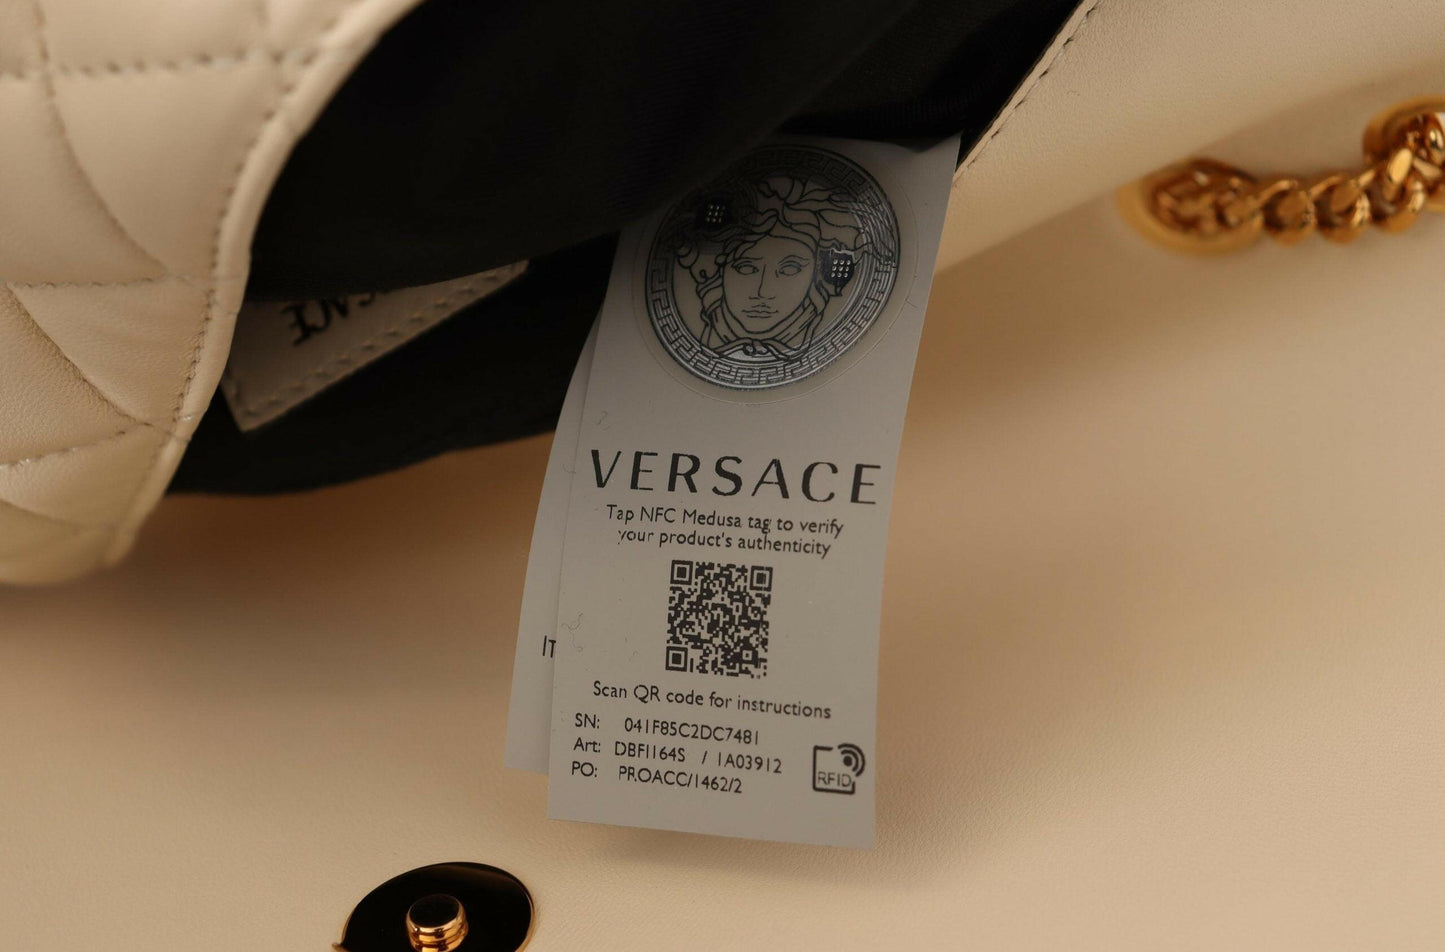 VERSACE
Tap NFC Medusa tag to verify
your product's authenticity
Scan QR code for instructions
SN: 041F85C2DC7481
Art: DBF1164S / 1A03912
PO: PROACC/1462/2
RFID